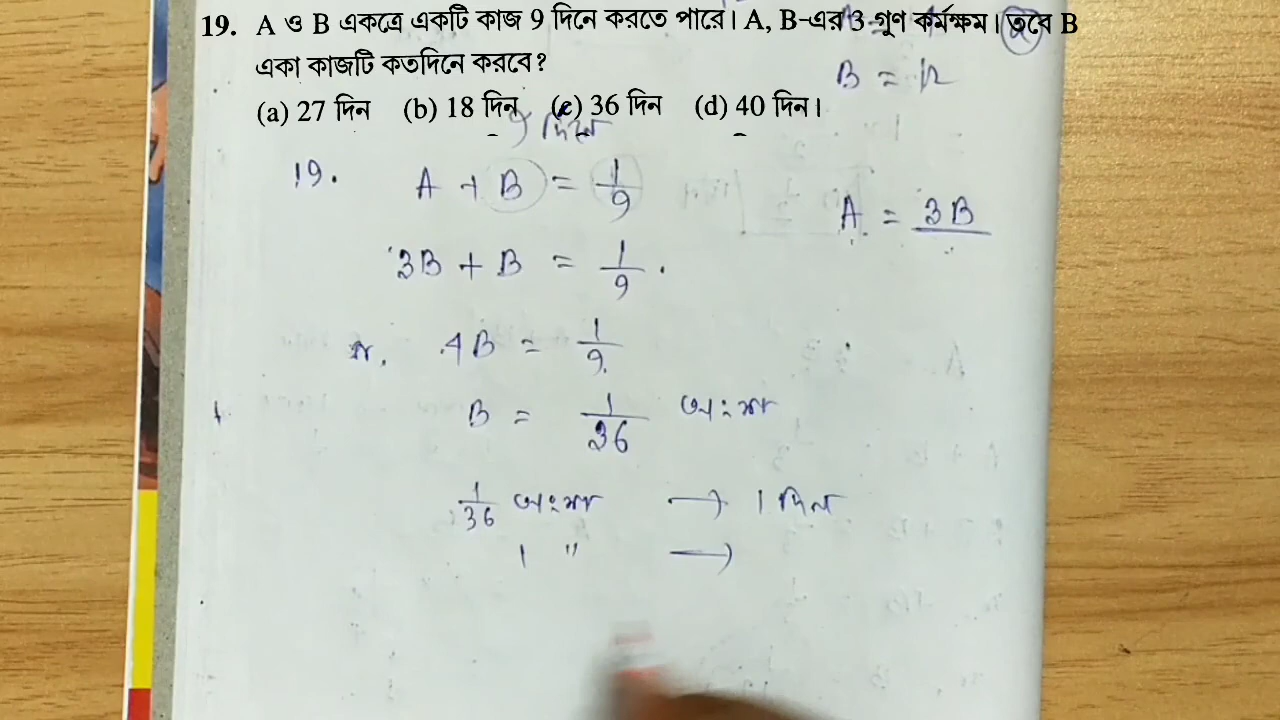 19. A ও B একত্রে একটি কাজ 9 দিনে করতে পারে। A, B-এর 3 গুণ কর্মক্ষম। তবে B
একা কাজটি কতদিনে করবে?
(a) 27 দিন (b) 18 দিন (c) 36 দিন (d) 40 দিন।
B =
দিনে
19. A + B = 1/9
A = 3B
3B + B = 1/9
বা, 4B = 1/9
B = 1/36 অংশ
1/36 অংশ → 1 দিন
1 " →